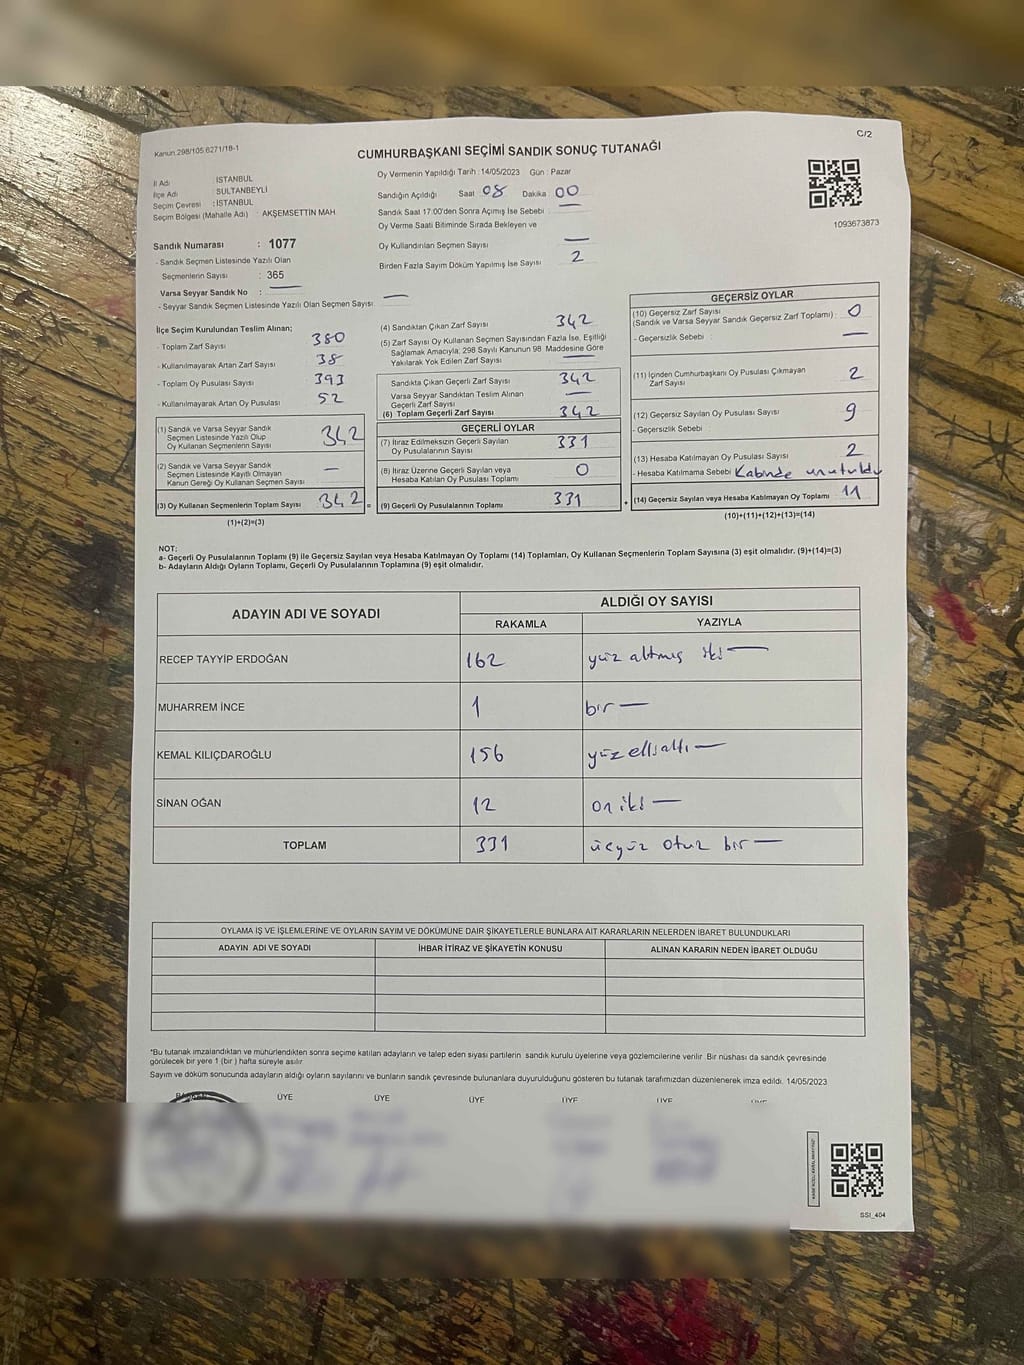 C/2
Kanun.298/105.6271/18-1
CUMHURBAŞKANI SEÇİMİ SANDIK SONUÇ TUTANAĞI
İl Adı : İSTANBUL
İlçe Adı : SULTANBEYLİ
Seçim Çevresi : İSTANBUL
Seçim Bölgesi (Mahalle Adı) : AKŞEMSETTİN MAH.
Oy Vermenin Yapıldığı Tarih : 14/05/2023 Gün : Pazar
Sandığın Açıldığı Saat 08 Dakika 00
Sandık Saat 17:00'den Sonra Açılmış İse Sebebi : —
Oy Verme Saati Bitiminde Sırada Bekleyen ve
Oy Kullandırılan Seçmen Sayısı —
Birden Fazla Sayım Döküm Yapılmış İse Sayısı 2
1093673873
Sandık Numarası : 1077
- Sandık Seçmen Listesinde Yazılı Olan
Seçmenlerin Sayısı : 365
Varsa Seyyar Sandık No : —
- Seyyar Sandık Seçmen Listesinde Yazılı Olan Seçmen Sayısı: —
İlçe Seçim Kurulundan Teslim Alınan;
- Toplam Zarf Sayısı 380
- Kullanılmayarak Artan Zarf Sayısı 38
- Toplam Oy Pusulası Sayısı 393
- Kullanılmayarak Artan Oy Pusulası 52
(1) Sandık ve Varsa Seyyar Sandık
Seçmen Listesinde Yazılı Olup
Oy Kullanan Seçmenlerin Sayısı 342
(2) Sandık ve Varsa Seyyar Sandık
Seçmen Listesinde Kayıtlı Olmayan
Kanun Gereği Oy Kullanan Seçmen Sayısı —
(3) Oy Kullanan Seçmenlerin Toplam Sayısı 342 =
(1)+(2)=(3)
(4) Sandıktan Çıkan Zarf Sayısı 342
(5) Zarf Sayısı Oy Kullanan Seçmen Sayısından Fazla İse, Eşitliği
Sağlamak Amacıyla; 298 Sayılı Kanunun 98. Maddesine Göre
Yakılarak Yok Edilen Zarf Sayısı —
Sandıkta Çıkan Geçerli Zarf Sayısı 342
Varsa Seyyar Sandıktan Teslim Alınan
Geçerli Zarf Sayısı —
(6) Toplam Geçerli Zarf Sayısı 342
GEÇERLİ OYLAR
(7) İtiraz Edilmeksizin Geçerli Sayılan
Oy Pusulalarının Sayısı 331
(8) İtiraz Üzerine Geçerli Sayılan veya
Hesaba Katılan Oy Pusulası Toplamı 0
(9) Geçerli Oy Pusulalarının Toplamı 331 +
GEÇERSİZ OYLAR
(10) Geçersiz Zarf Sayısı
(Sandık ve Varsa Seyyar Sandık Geçersiz Zarf Toplamı) : 0
- Geçersizlik Sebebi : —
(11) İçinden Cumhurbaşkanı Oy Pusulası Çıkmayan
Zarf Sayısı 2
(12) Geçersiz Sayılan Oy Pusulası Sayısı 9
- Geçersizlik Sebebi :
(13) Hesaba Katılmayan Oy Pusulası Sayısı 2
- Hesaba Katılmama Sebebi Kabinde unutuldu
(14) Geçersiz Sayılan veya Hesaba Katılmayan Oy Toplamı 11
(10)+(11)+(12)+(13)=(14)
NOT:
a- Geçerli Oy Pusulalarının Toplamı (9) ile Geçersiz Sayılan veya Hesaba Katılmayan Oy Toplamı (14) Toplamları, Oy Kullanan Seçmenlerin Toplam Sayısına (3) eşit olmalıdır. (9)+(14)=(3)
b- Adayların Aldığı Oyların Toplamı, Geçerli Oy Pusulalarının Toplamına (9) eşit olmalıdır.
ADAYIN ADI VE SOYADI
ALDIĞI OY SAYISI
RAKAMLA YAZIYLA
RECEP TAYYİP ERDOĞAN 162 yüz altmış iki —
MUHARREM İNCE 1 bir —
KEMAL KILIÇDAROĞLU 156 yüz elli altı —
SİNAN OĞAN 12 on iki —
TOPLAM 331 üçyüz otuz bir —
OYLAMA İŞ VE İŞLEMLERİNE VE OYLARIN SAYIM VE DÖKÜMÜNE DAİR ŞİKAYETLERLE BUNLARA AİT KARARLARIN NELERDEN İBARET BULUNDUKLARI
ADAYIN ADI VE SOYADI İHBAR İTİRAZ VE ŞİKAYETİN KONUSU ALINAN KARARIN NEDEN İBARET OLDUĞU
*Bu tutanak imzalandıktan ve mühürlendikten sonra seçime katılan adayların ve talep eden siyasi partilerin sandık kurulu üyelerine veya gözlemcilerine verilir. Bir nüshası da sandık çevresinde
görülecek bir yere 1 (bir) hafta süreyle asılır.
Sayım ve döküm sonucunda adayların aldığı oyların sayılarını ve bunların sandık çevresinde bulunanlara duyurulduğunu gösteren bu tutanak tarafımızdan düzenlenerek imza edildi. 14/05/2023
BAŞKAN ÜYE ÜYE ÜYE ÜYE ÜYE
SSI_404